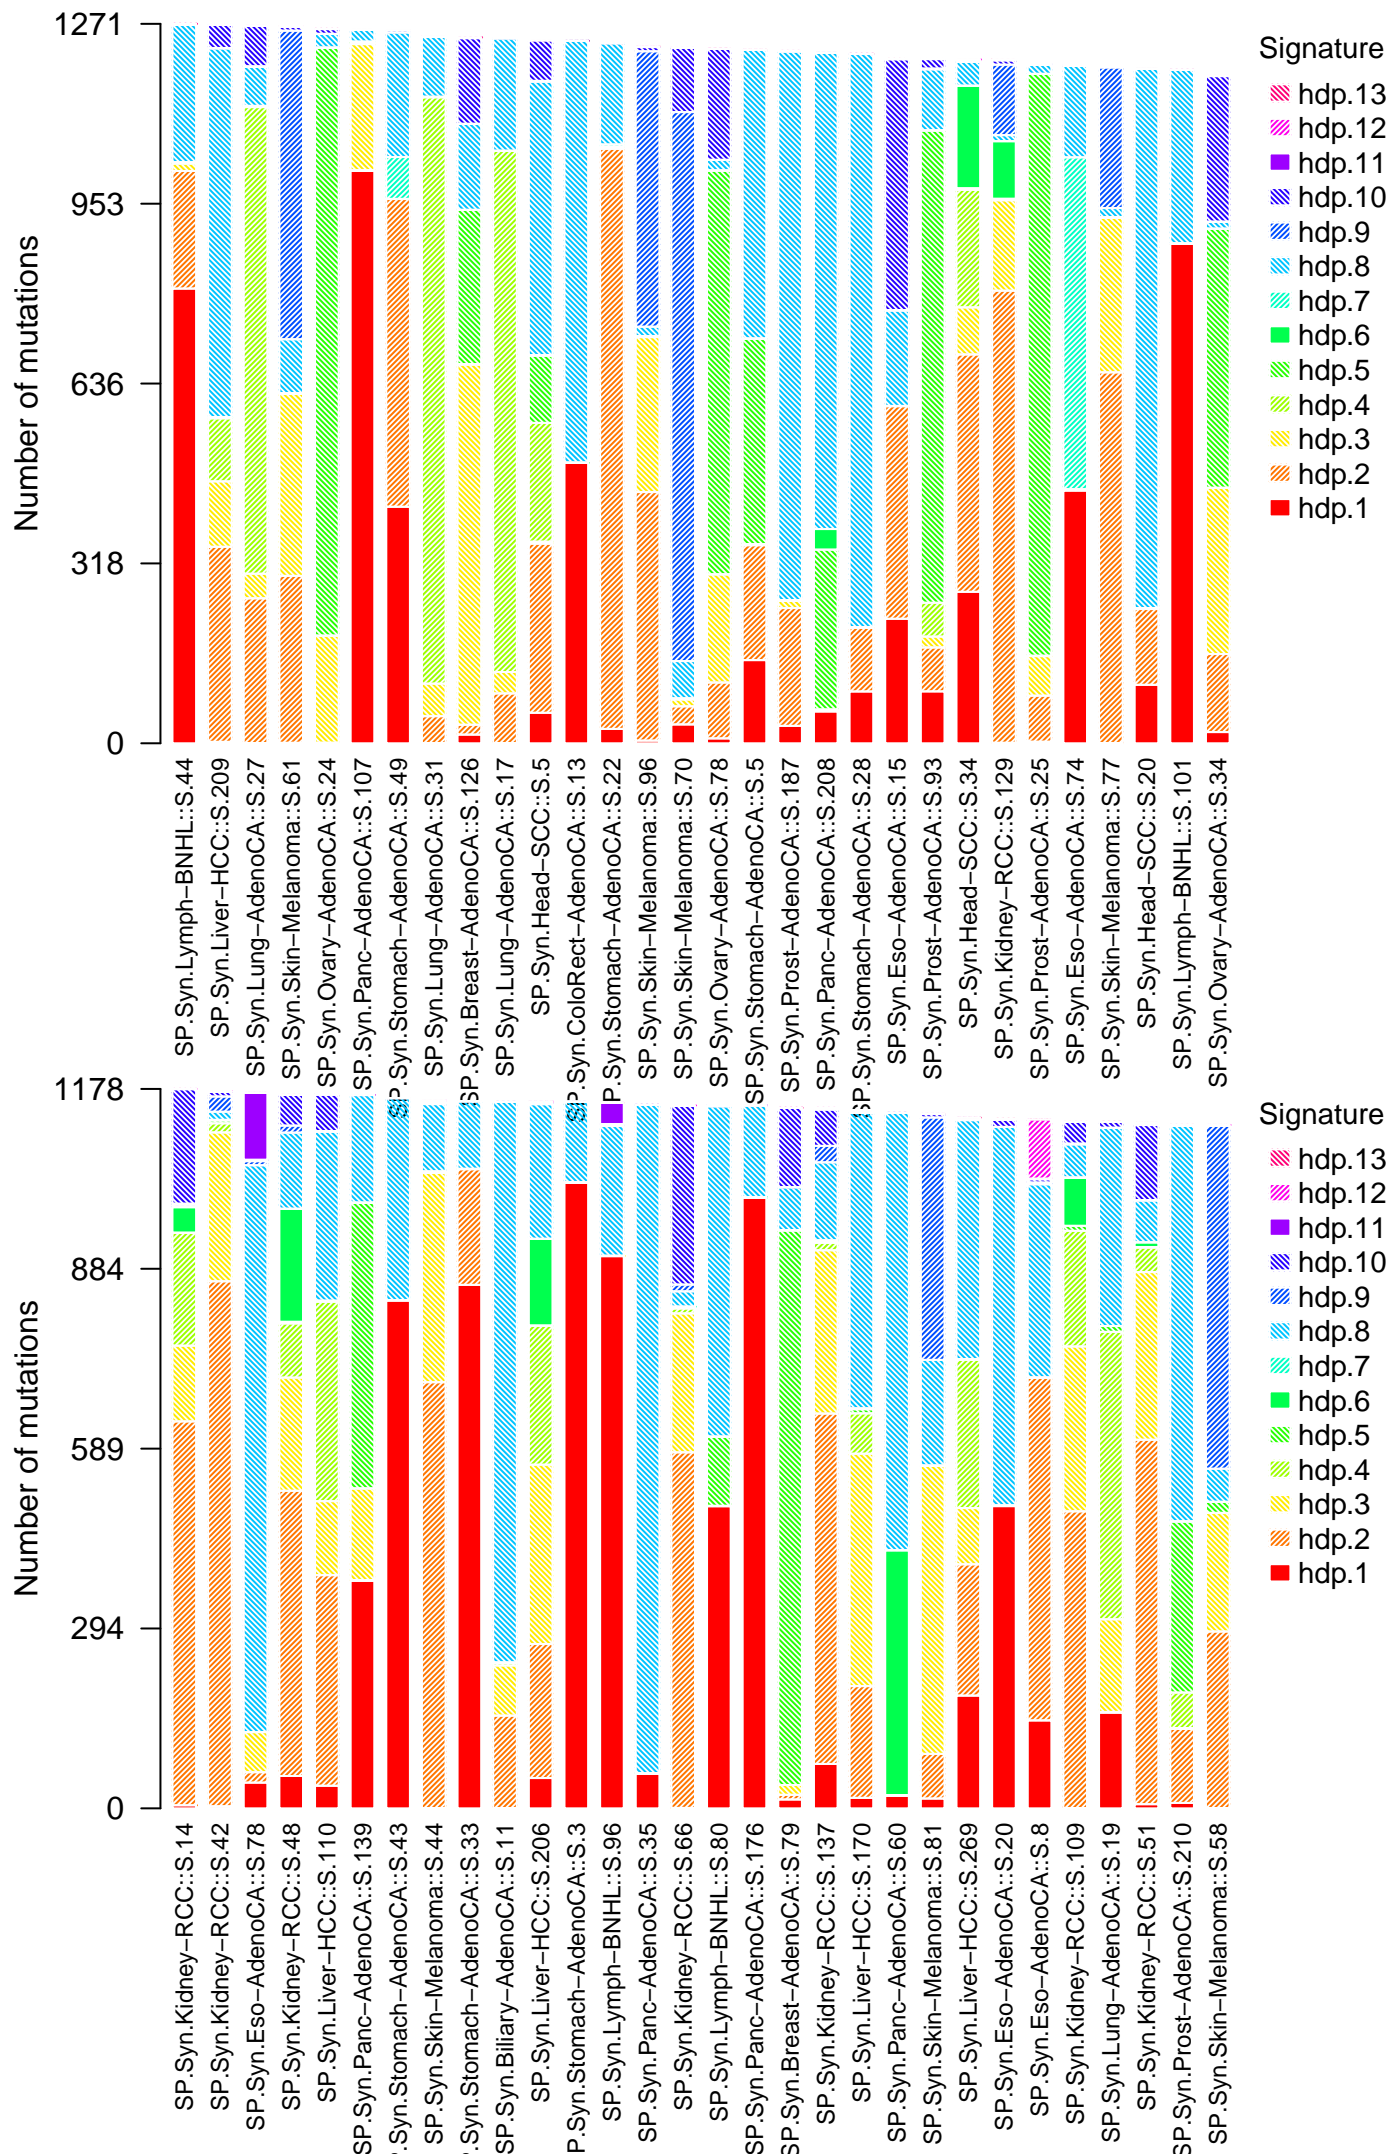 Number of mutations
1271
953
636
318
0
Signature
hdp.13
hdp.12
hdp.11
hdp.10
hdp.9
hdp.8
hdp.7
hdp.6
hdp.5
hdp.4
hdp.3
hdp.2
hdp.1
SP.Syn.Lymph−BNHL::S.44
SP.Syn.Liver−HCC::S.209
SP.Syn.Lung−AdenoCA::S.27
SP.Syn.Skin−Melanoma::S.61
SP.Syn.Ovary−AdenoCA::S.24
SP.Syn.Panc−AdenoCA::S.107
SP.Syn.Stomach−AdenoCA::S.49
SP.Syn.Lung−AdenoCA::S.31
SP.Syn.Breast−AdenoCA::S.126
SP.Syn.Lung−AdenoCA::S.17
SP.Syn.Head−SCC::S.5
SP.Syn.ColoRect−AdenoCA::S.13
P.Syn.Stomach−AdenoCA::S.22
SP.Syn.Skin−Melanoma::S.96
SP.Syn.Skin−Melanoma::S.70
SP.Syn.Ovary−AdenoCA::S.78
SP.Syn.Stomach−AdenoCA::S.5
SP.Syn.Prost−AdenoCA::S.187
SP.Syn.Panc−AdenoCA::S.208
SP.Syn.Stomach−AdenoCA::S.28
SP.Syn.Eso−AdenoCA::S.15
SP.Syn.Prost−AdenoCA::S.93
SP.Syn.Head−SCC::S.34
SP.Syn.Kidney−RCC::S.129
SP.Syn.Prost−AdenoCA::S.25
SP.Syn.Eso−AdenoCA::S.74
SP.Syn.Skin−Melanoma::S.77
SP.Syn.Head−SCC::S.20
SP.Syn.Lymph−BNHL::S.101
SP.Syn.Ovary−AdenoCA::S.34
Number of mutations
1178
884
589
294
0
Signature
hdp.13
hdp.12
hdp.11
hdp.10
hdp.9
hdp.8
hdp.7
hdp.6
hdp.5
hdp.4
hdp.3
hdp.2
hdp.1
SP.Syn.Kidney−RCC::S.14
SP.Syn.Kidney−RCC::S.42
SP.Syn.Eso−AdenoCA::S.78
SP.Syn.Kidney−RCC::S.48
SP.Syn.Liver−HCC::S.110
SP.Syn.Panc−AdenoCA::S.139
P.Syn.Stomach−AdenoCA::S.43
SP.Syn.Skin−Melanoma::S.44
SP.Syn.Stomach−AdenoCA::S.33
SP.Syn.Biliary−AdenoCA::S.11
SP.Syn.Liver−HCC::S.206
P.Syn.Stomach−AdenoCA::S.3
SP.Syn.Lymph−BNHL::S.96
SP.Syn.Panc−AdenoCA::S.35
SP.Syn.Kidney−RCC::S.66
SP.Syn.Lymph−BNHL::S.80
SP.Syn.Panc−AdenoCA::S.176
SP.Syn.Breast−AdenoCA::S.79
SP.Syn.Kidney−RCC::S.137
SP.Syn.Liver−HCC::S.170
SP.Syn.Panc−AdenoCA::S.60
SP.Syn.Skin−Melanoma::S.81
SP.Syn.Liver−HCC::S.269
SP.Syn.Eso−AdenoCA::S.20
SP.Syn.Eso−AdenoCA::S.8
SP.Syn.Kidney−RCC::S.109
SP.Syn.Lung−AdenoCA::S.19
SP.Syn.Kidney−RCC::S.51
SP.Syn.Prost−AdenoCA::S.210
SP.Syn.Skin−Melanoma::S.58